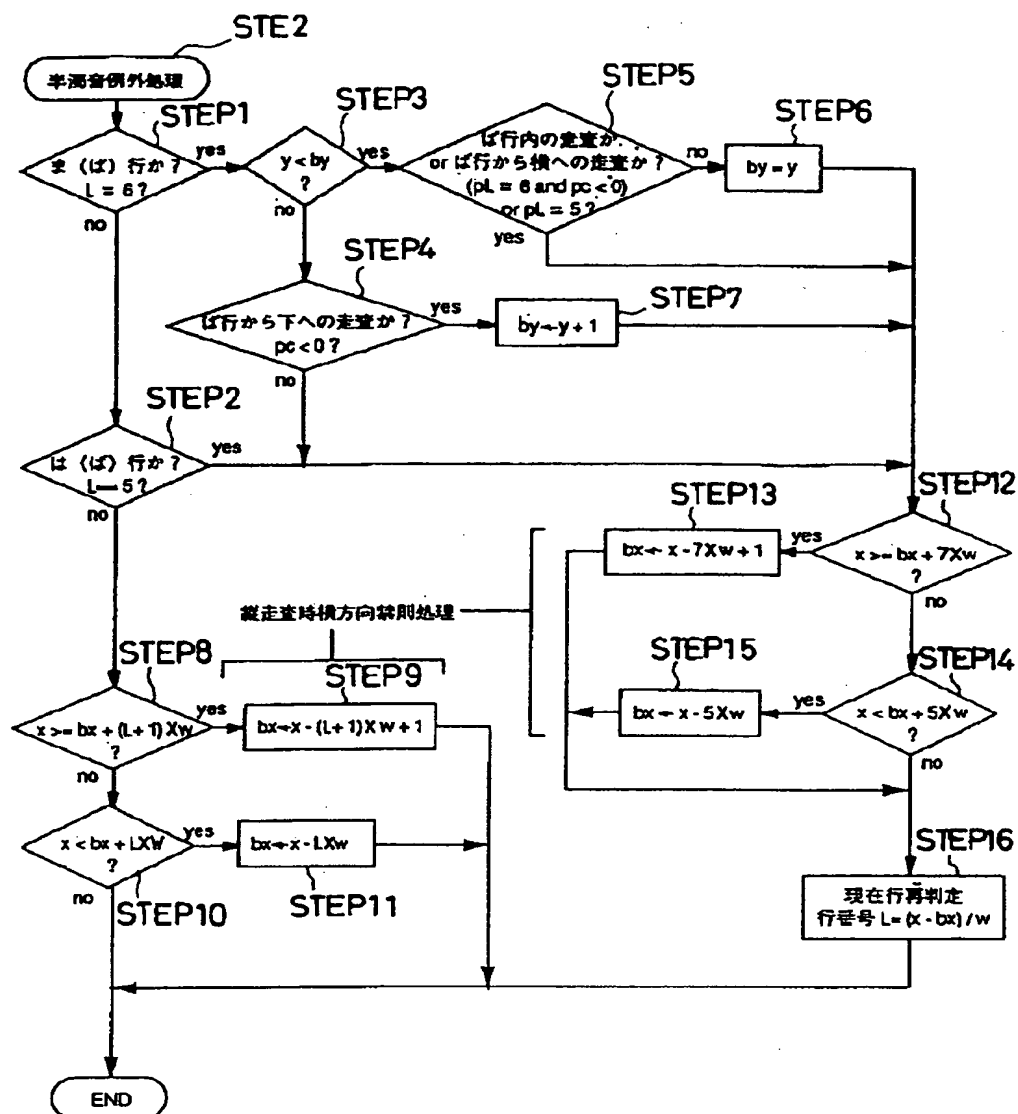 STE2
半濁音例外処理
STEP1
ま（ば）行か？
L = 6？
yes
no
STEP3
y < by
？
yes
no
STEP5
ば行内の走査か
or ば行から横への走査か？
(pL = 6 and pc < 0)
or pL = 5？
no
yes
STEP6
by = y
STEP4
ば行から下への走査か？
pc < 0？
yes
no
STEP7
by←y + 1
STEP2
は（ば）行か？
L＝5？
yes
no
STEP12
x >= bx + 7Xw
？
yes
no
STEP13
bx← x - 7Xw + 1
縦走査時横方向禁則処理
STEP14
x < bx + 5Xw
？
yes
no
STEP15
bx ← x - 5Xw
STEP8
x >= bx + (L+1)Xw
？
yes
no
STEP9
bx←x - (L+1)Xw + 1
STEP10
x < bx + LXW
？
yes
no
STEP11
bx←x - LXw
STEP16
現在行再判定
行番号 L= (x - bx) / w
END